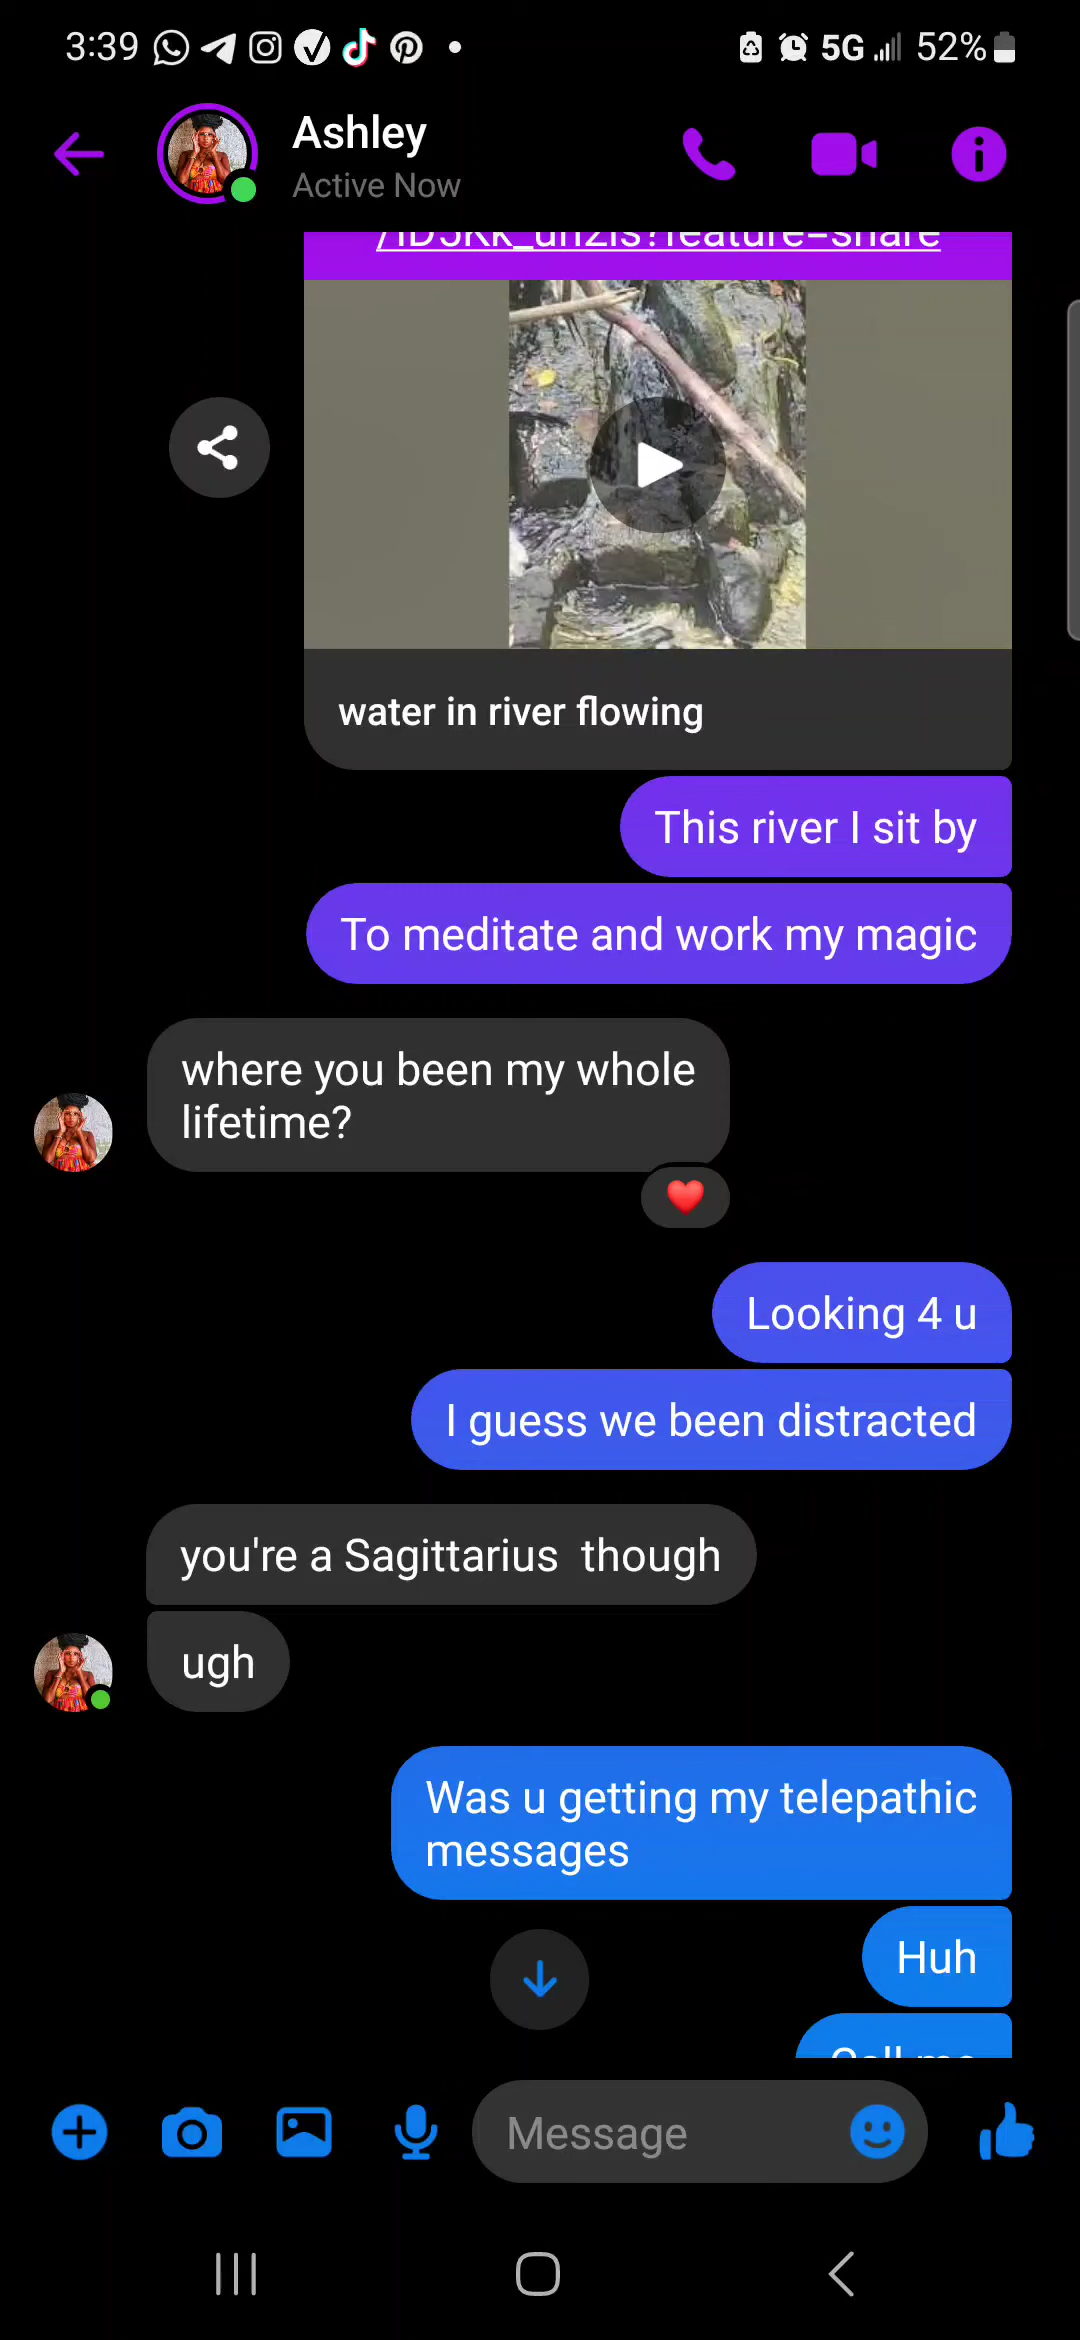 3:39
5G
52%
Ashley
Active Now
water in river flowing
This river I sit by
To meditate and work my magic
where you been my whole
lifetime?
Looking 4 u
I guess we been distracted
you're a Sagittarius  though
ugh
Was u getting my telepathic
messages
Huh
Call me
Message